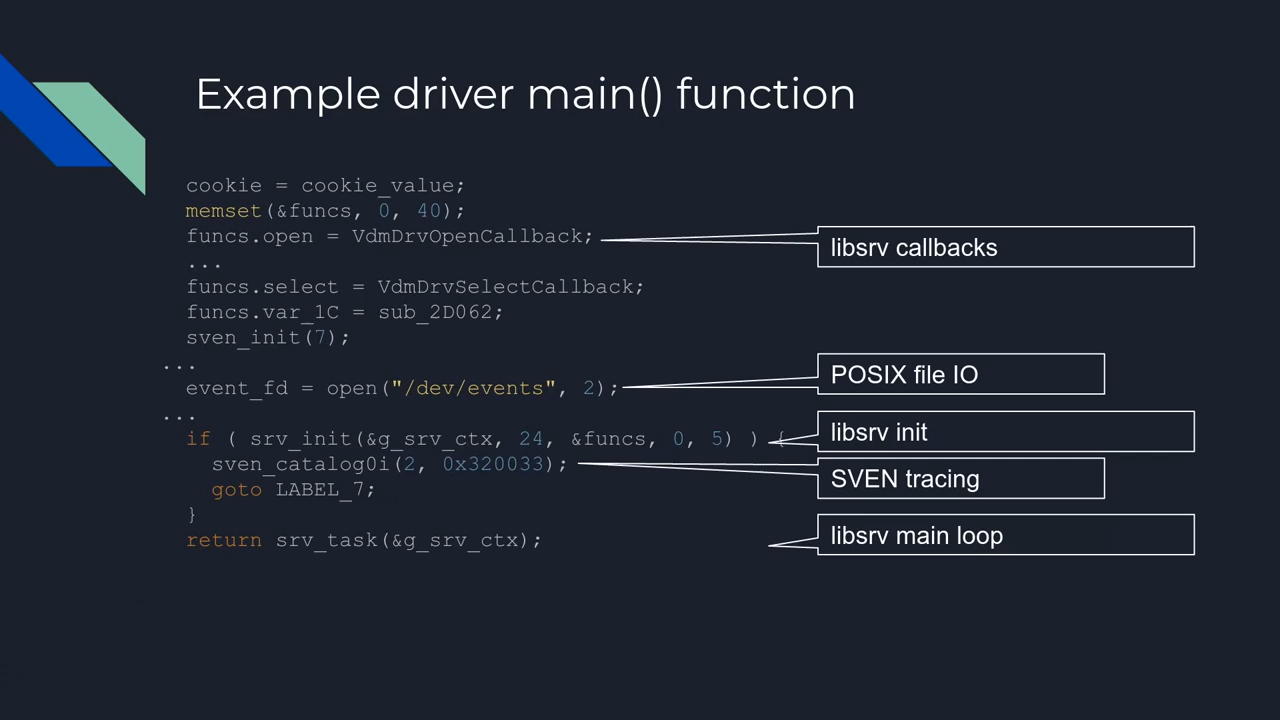 Example driver main() function
cookie = cookie_value;
memset(&funcs, 0, 40);
funcs.open = VdmDrvOpenCallback;
libsrv callbacks
...
funcs.select = VdmDrvSelectCallback;
funcs.var_1C = sub_2D062;
sven_init(7);
...
event_fd = open("/dev/events", 2);
POSIX file IO
...
if ( srv_init(&g_srv_ctx, 24, &funcs, 0, 5) ) {
libsrv init
sven_catalog0i(2, 0x320033);
SVEN tracing
goto LABEL_7;
}
return srv_task(&g_srv_ctx);
libsrv main loop